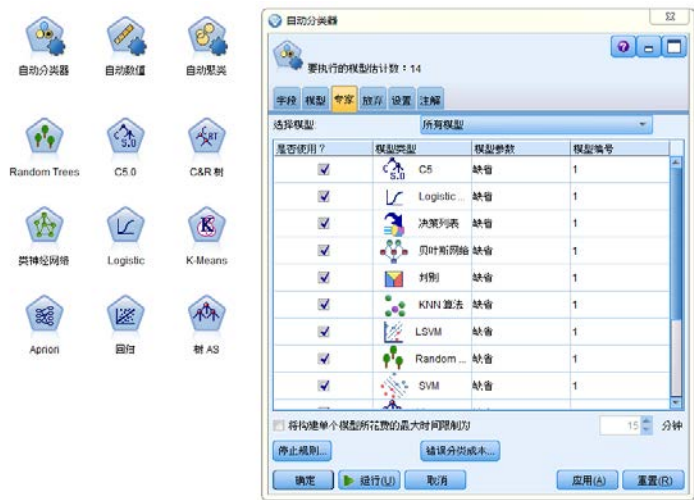 自动分类器
自动数值
自动聚类
Random Trees
C5.0
C&R 树
类神经网络
Logistic
K-Means
Apriori
回归
树 AS
自动分类器
要执行的模型估计数：14
字段 模型 专家 放弃 设置 注解
选择模型 所有模型
是否使用？ 模型类型 模型参数 模型编号
C5 缺省 1
Logistic ... 缺省 1
决策列表 缺省 1
贝叶斯网络 缺省 1
判别 缺省 1
KNN 算法 缺省 1
LSVM 缺省 1
Random ... 缺省 1
SVM 缺省 1
将构建单个模型所花费的最大时间限制为 15 分钟
停止规则... 错误分类成本...
确定 运行(U) 取消 应用(A) 重置(R)